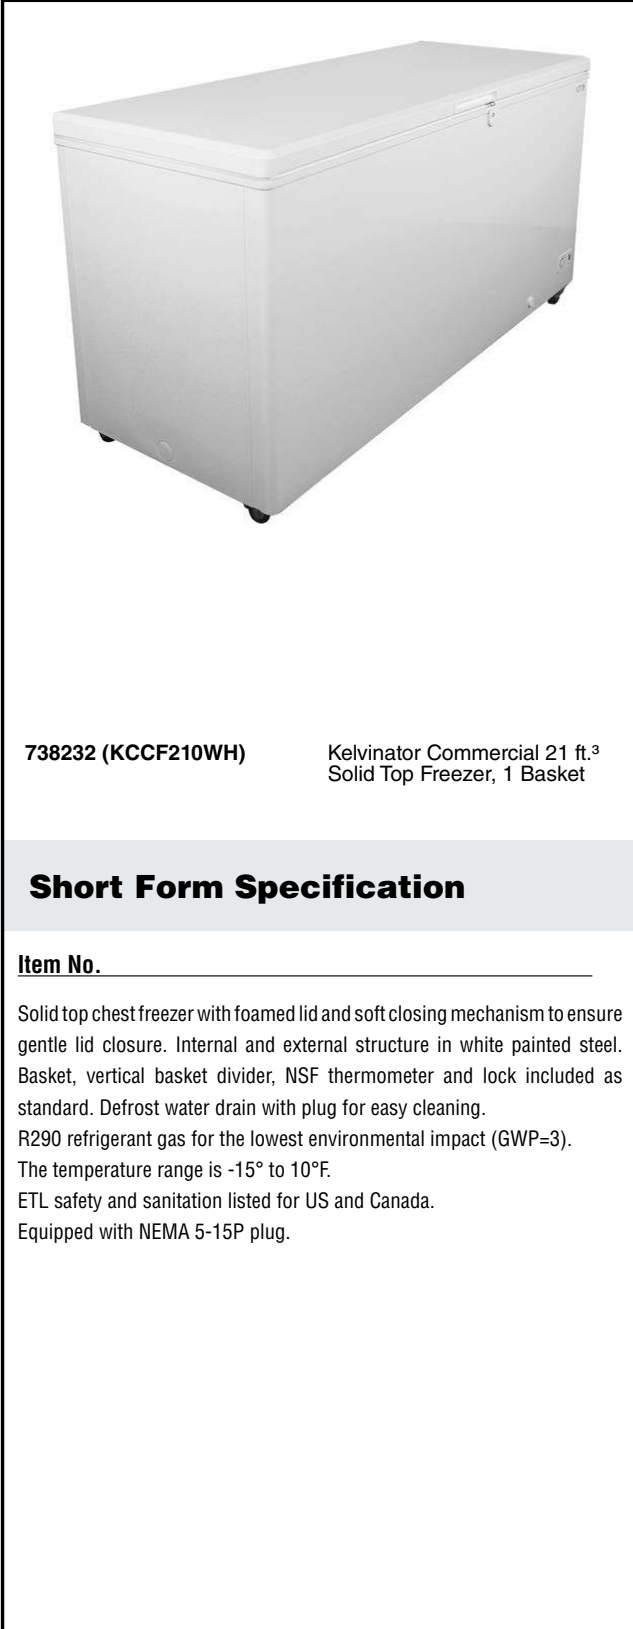 738232 (KCCF210WH)
Kelvinator Commercial 21 ft.³
Solid Top Freezer, 1 Basket
Short Form Specification
Item No.
Solid top chest freezer with foamed lid and soft closing mechanism to ensure
gentle lid closure. Internal and external structure in white painted steel.
Basket, vertical basket divider, NSF thermometer and lock included as
standard. Defrost water drain with plug for easy cleaning.
R290 refrigerant gas for the lowest environmental impact (GWP=3).
The temperature range is -15° to 10°F.
ETL safety and sanitation listed for US and Canada.
Equipped with NEMA 5-15P plug.